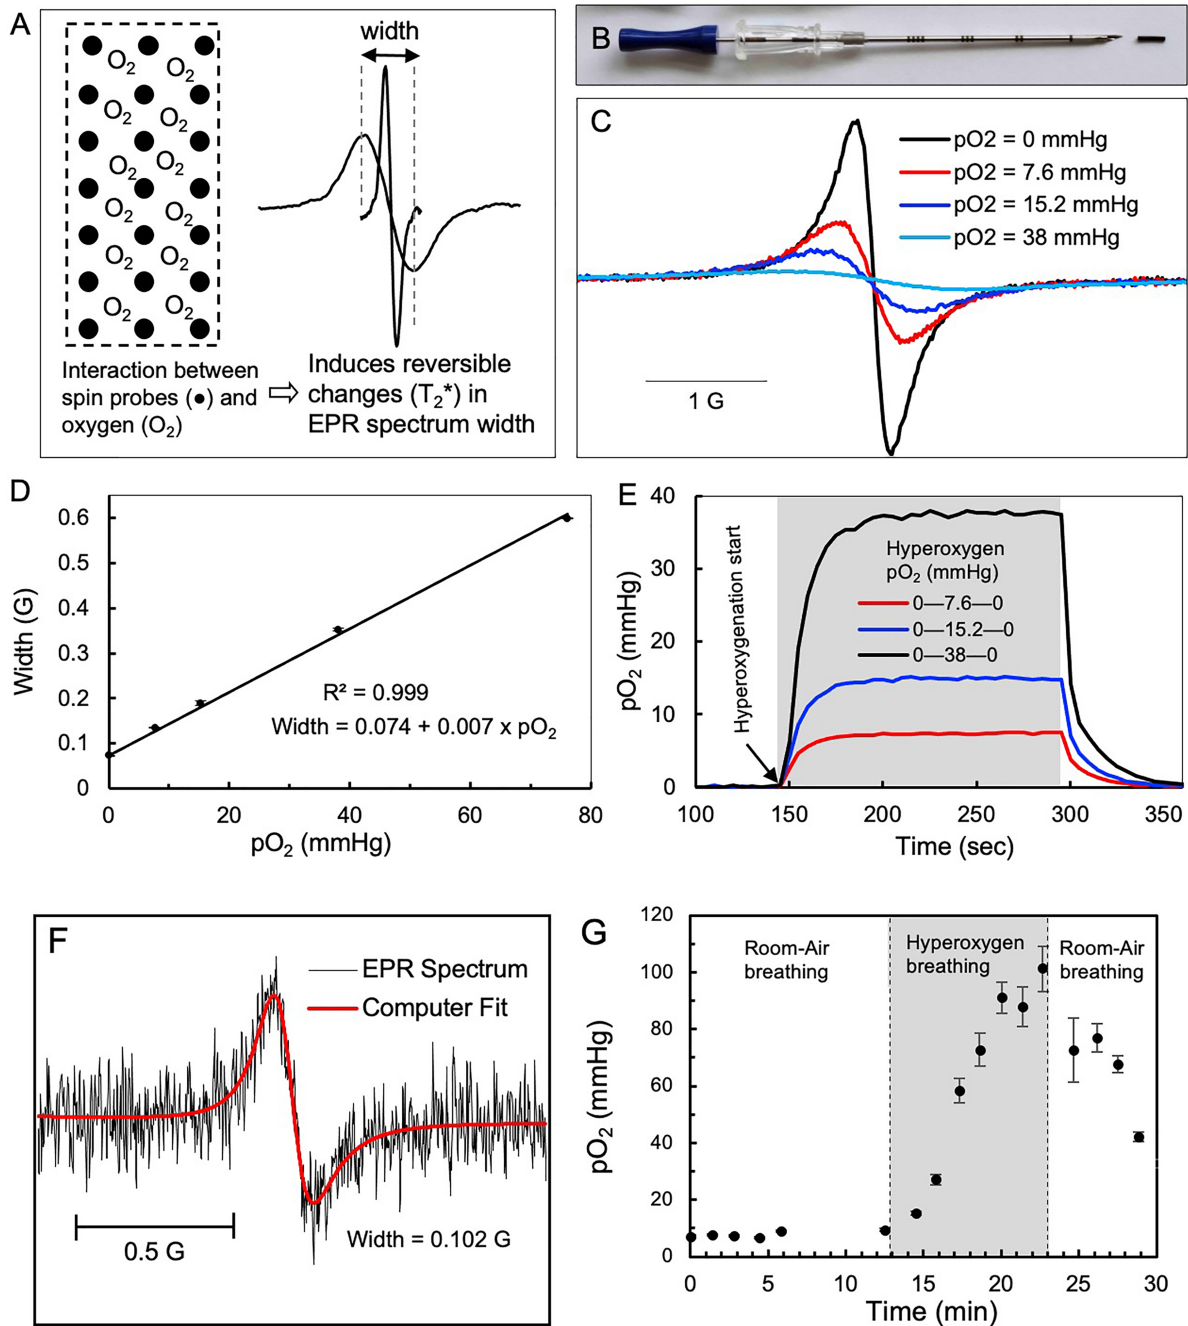 A
O2
O2
O2
O2
O2
O2
O2
O2
O2
O2
O2
O2
width
Interaction between
spin probes (●) and
oxygen (O2)
Induces reversible
changes (T2*) in
EPR spectrum width
B
C
pO2 = 0 mmHg
pO2 = 7.6 mmHg
pO2 = 15.2 mmHg
pO2 = 38 mmHg
1 G
D
Width (G)
0.6
0.5
0.4
0.3
0.2
0.1
0
R² = 0.999
Width = 0.074 + 0.007 x pO2
0 20 40 60 80
pO2 (mmHg)
E
pO2 (mmHg)
40
30
20
10
0
Hyperoxygenation start
Hyperoxygen
pO2 (mmHg)
0—7.6—0
0—15.2—0
0—38—0
100 150 200 250 300 350
Time (sec)
F
EPR Spectrum
Computer Fit
0.5 G
Width = 0.102 G
G
pO2 (mmHg)
120
100
80
60
40
20
0
Room-Air
breathing
Hyperoxygen
breathing
Room-Air
breathing
0 5 10 15 20 25 30
Time (min)